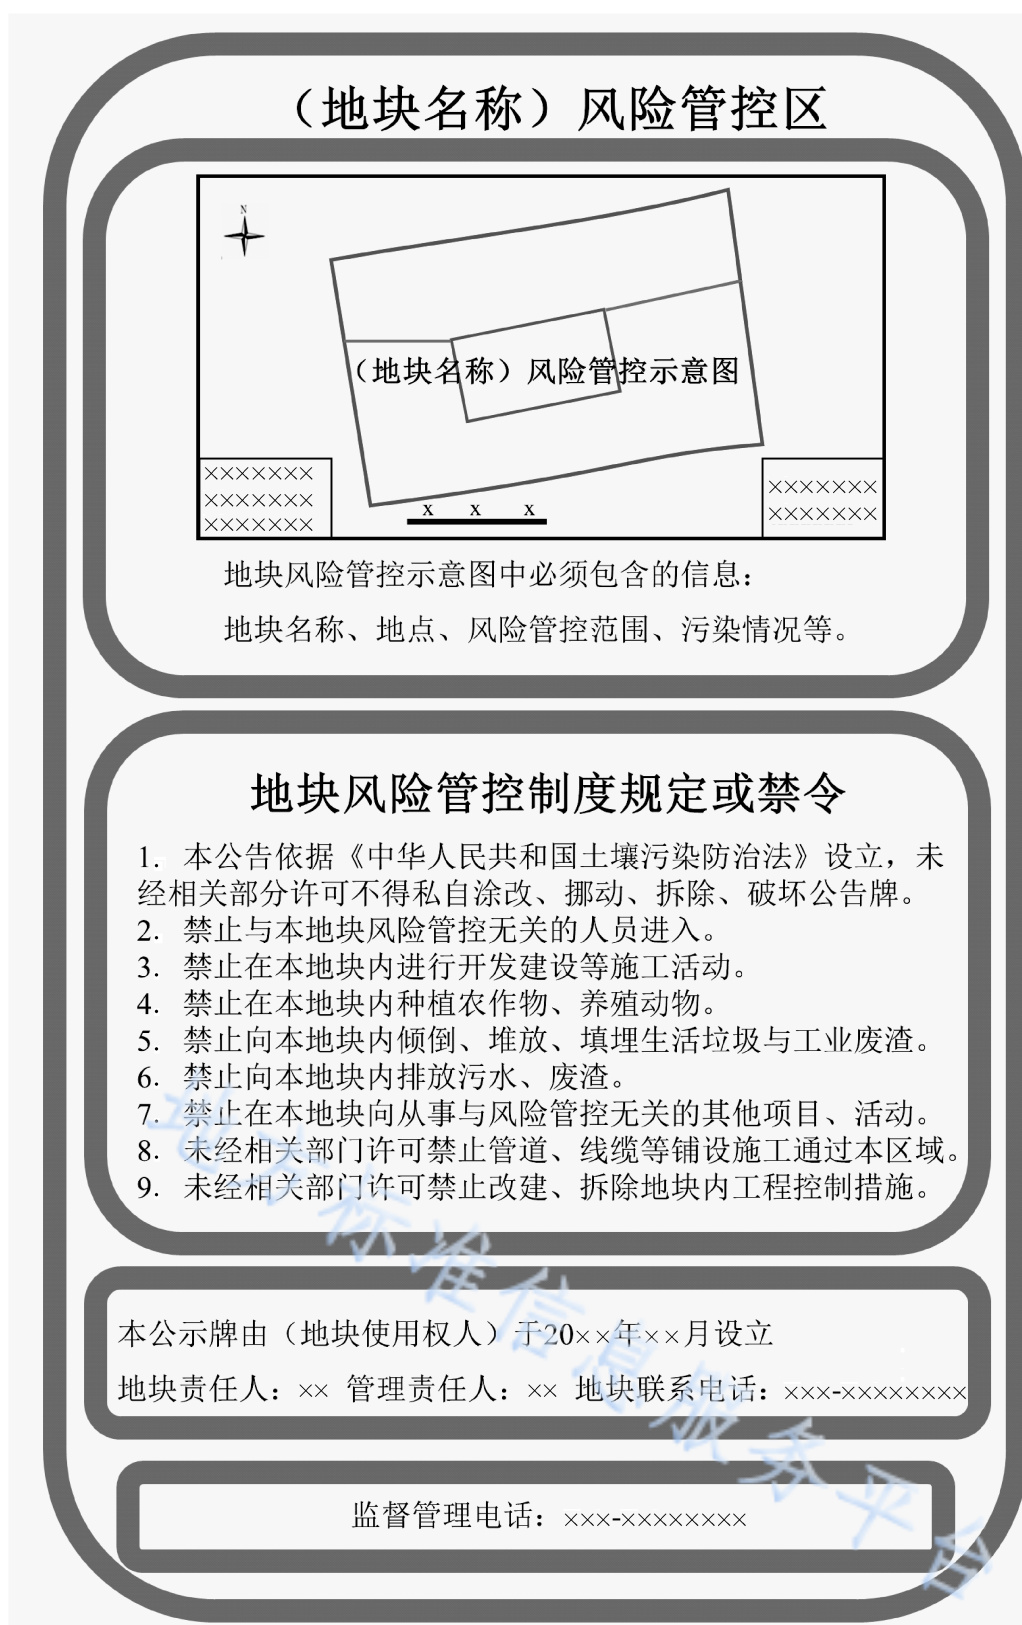 （地块名称）风险管控区
N
（地块名称）风险管控示意图
×××××××
×××××××
×××××××
x x x
×××××××
×××××××
地块风险管控示意图中必须包含的信息：
地块名称、地点、风险管控范围、污染情况等。
地块风险管控制度规定或禁令
1. 本公告依据《中华人民共和国土壤污染防治法》设立，未
经相关部分许可不得私自涂改、挪动、拆除、破坏公告牌。
2. 禁止与本地块风险管控无关的人员进入。
3. 禁止在本地块内进行开发建设等施工活动。
4. 禁止在本地块内种植农作物、养殖动物。
5. 禁止向本地块内倾倒、堆放、填埋生活垃圾与工业废渣。
6. 禁止向本地块内排放污水、废渣。
7. 禁止在本地块向从事与风险管控无关的其他项目、活动。
8. 未经相关部门许可禁止管道、线缆等铺设施工通过本区域。
9. 未经相关部门许可禁止改建、拆除地块内工程控制措施。
本公示牌由（地块使用权人）于20××年××月设立
地块责任人：×× 管理责任人：×× 地块联系电话：×××-××××××××
监督管理电话：×××-××××××××
地方标准信息服务平台